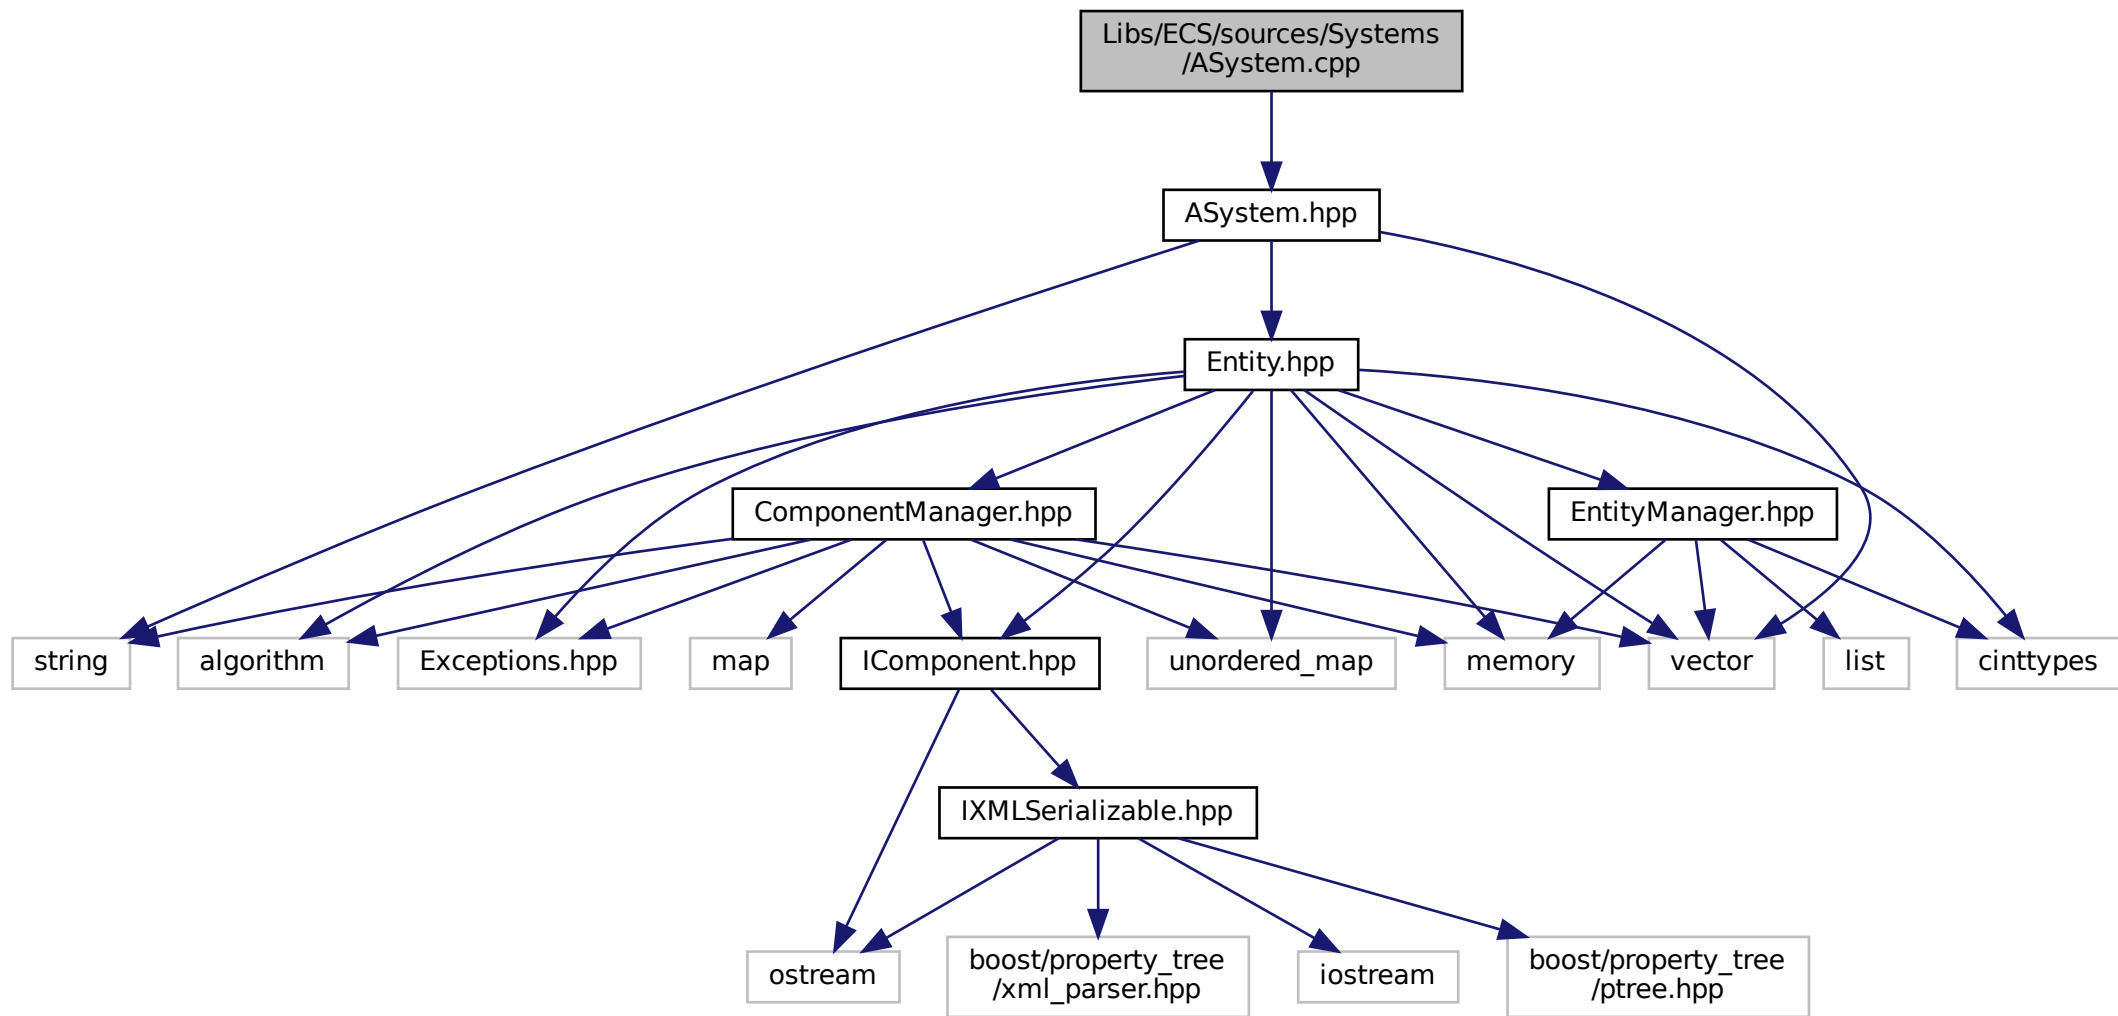 Libs/ECS/sources/Systems
/ASystem.cpp
ASystem.hpp
Entity.hpp
ComponentManager.hpp
EntityManager.hpp
string
algorithm
Exceptions.hpp
map
IComponent.hpp
unordered_map
memory
vector
list
cinttypes
IXMLSerializable.hpp
ostream
boost/property_tree
/xml_parser.hpp
iostream
boost/property_tree
/ptree.hpp